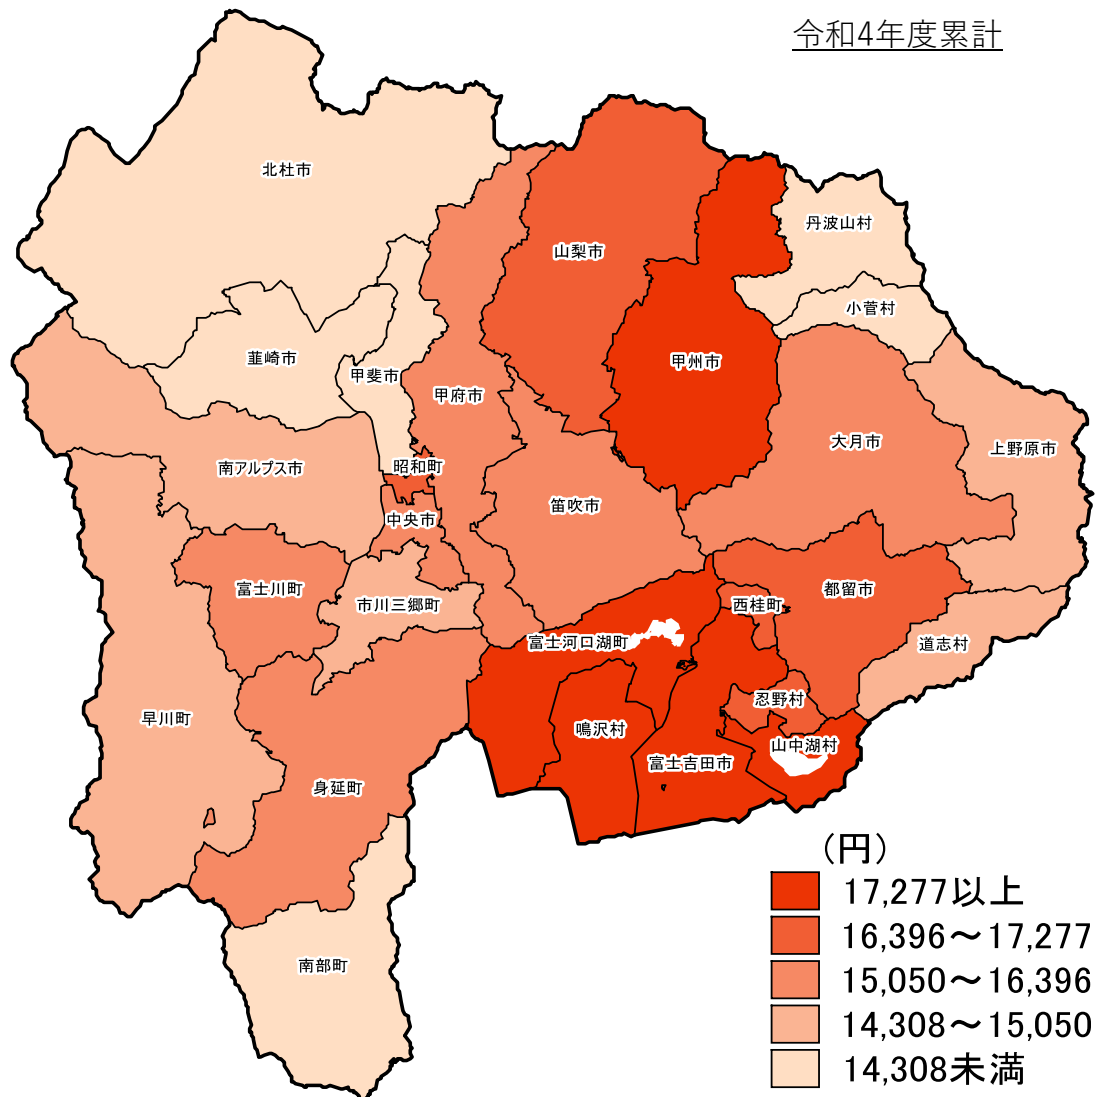 令和4年度累計
北杜市
丹波山村
山梨市
小菅村
韮崎市
甲斐市
甲州市
甲府市
大月市
上野原市
南アルプス市
昭和町
笛吹市
中央市
富士川町
市川三郷町
西桂町
都留市
富士河口湖町
道志村
忍野村
早川町
鳴沢村
山中湖村
富士吉田市
身延町
南部町
(円)
17,277以上
16,396～17,277
15,050～16,396
14,308～15,050
14,308未満